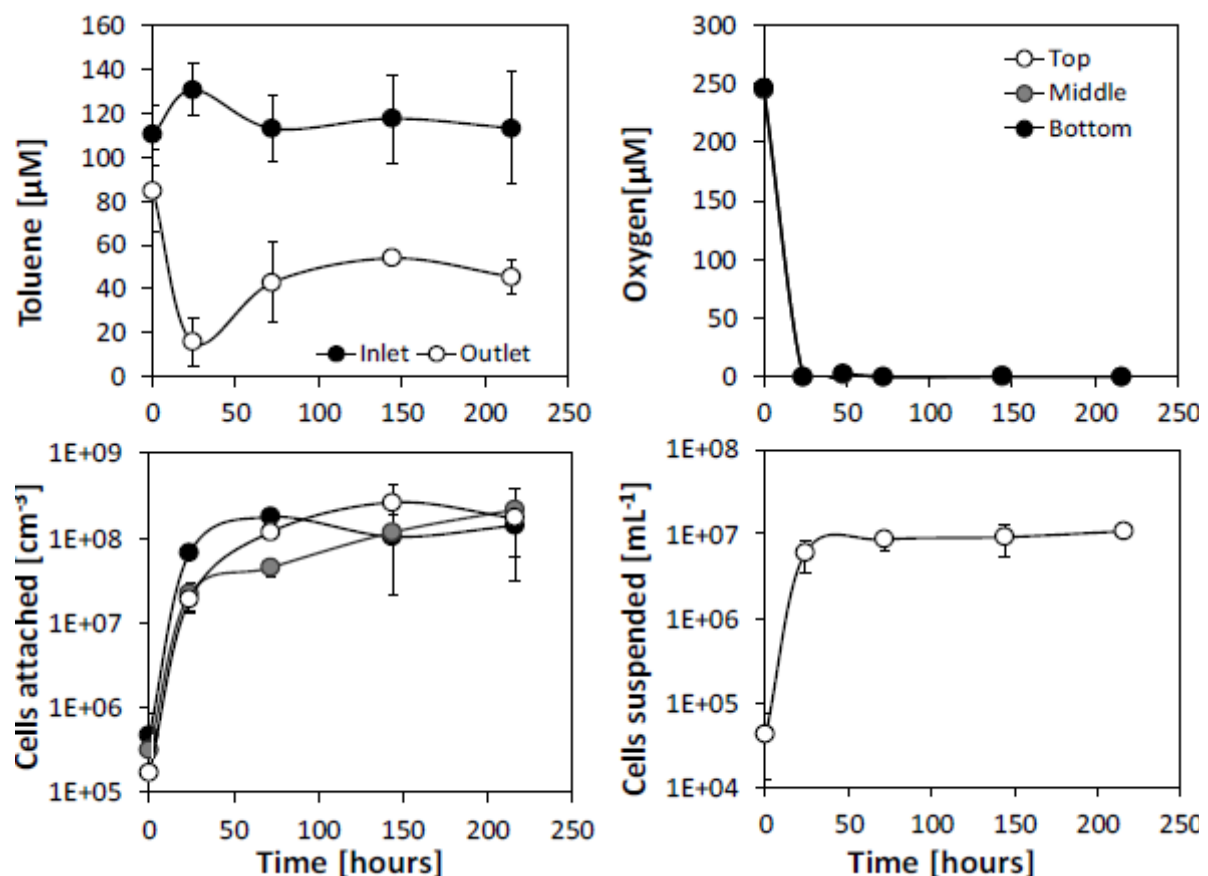 Toluene [µM]
160
140
120
100
80
60
40
20
0
Inlet
Outlet
0 50 100 150 200 250
Oxygen[µM]
300
250
200
150
100
50
0
Top
Middle
Bottom
0 50 100 150 200 250
Cells attached [cm⁻³]
1E+09
1E+08
1E+07
1E+06
1E+05
0 50 100 150 200 250
Time [hours]
Cells suspended [mL⁻¹]
1E+08
1E+07
1E+06
1E+05
1E+04
0 50 100 150 200 250
Time [hours]